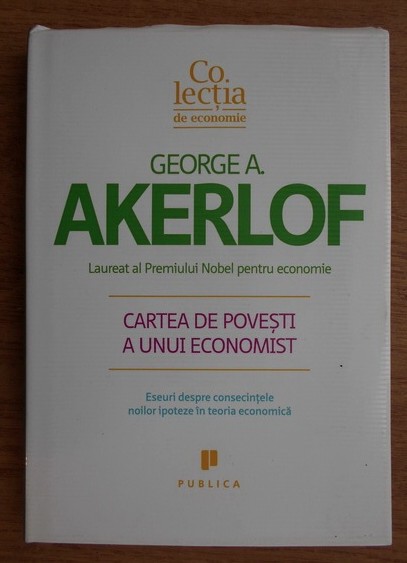 Co.
lecția
de economie
GEORGE A.
AKERLOF
Laureat al Premiului Nobel pentru economie
CARTEA DE POVEȘTI
A UNUI ECONOMIST
Eseuri despre consecințele
noilor ipoteze în teoria economică
PUBLICA